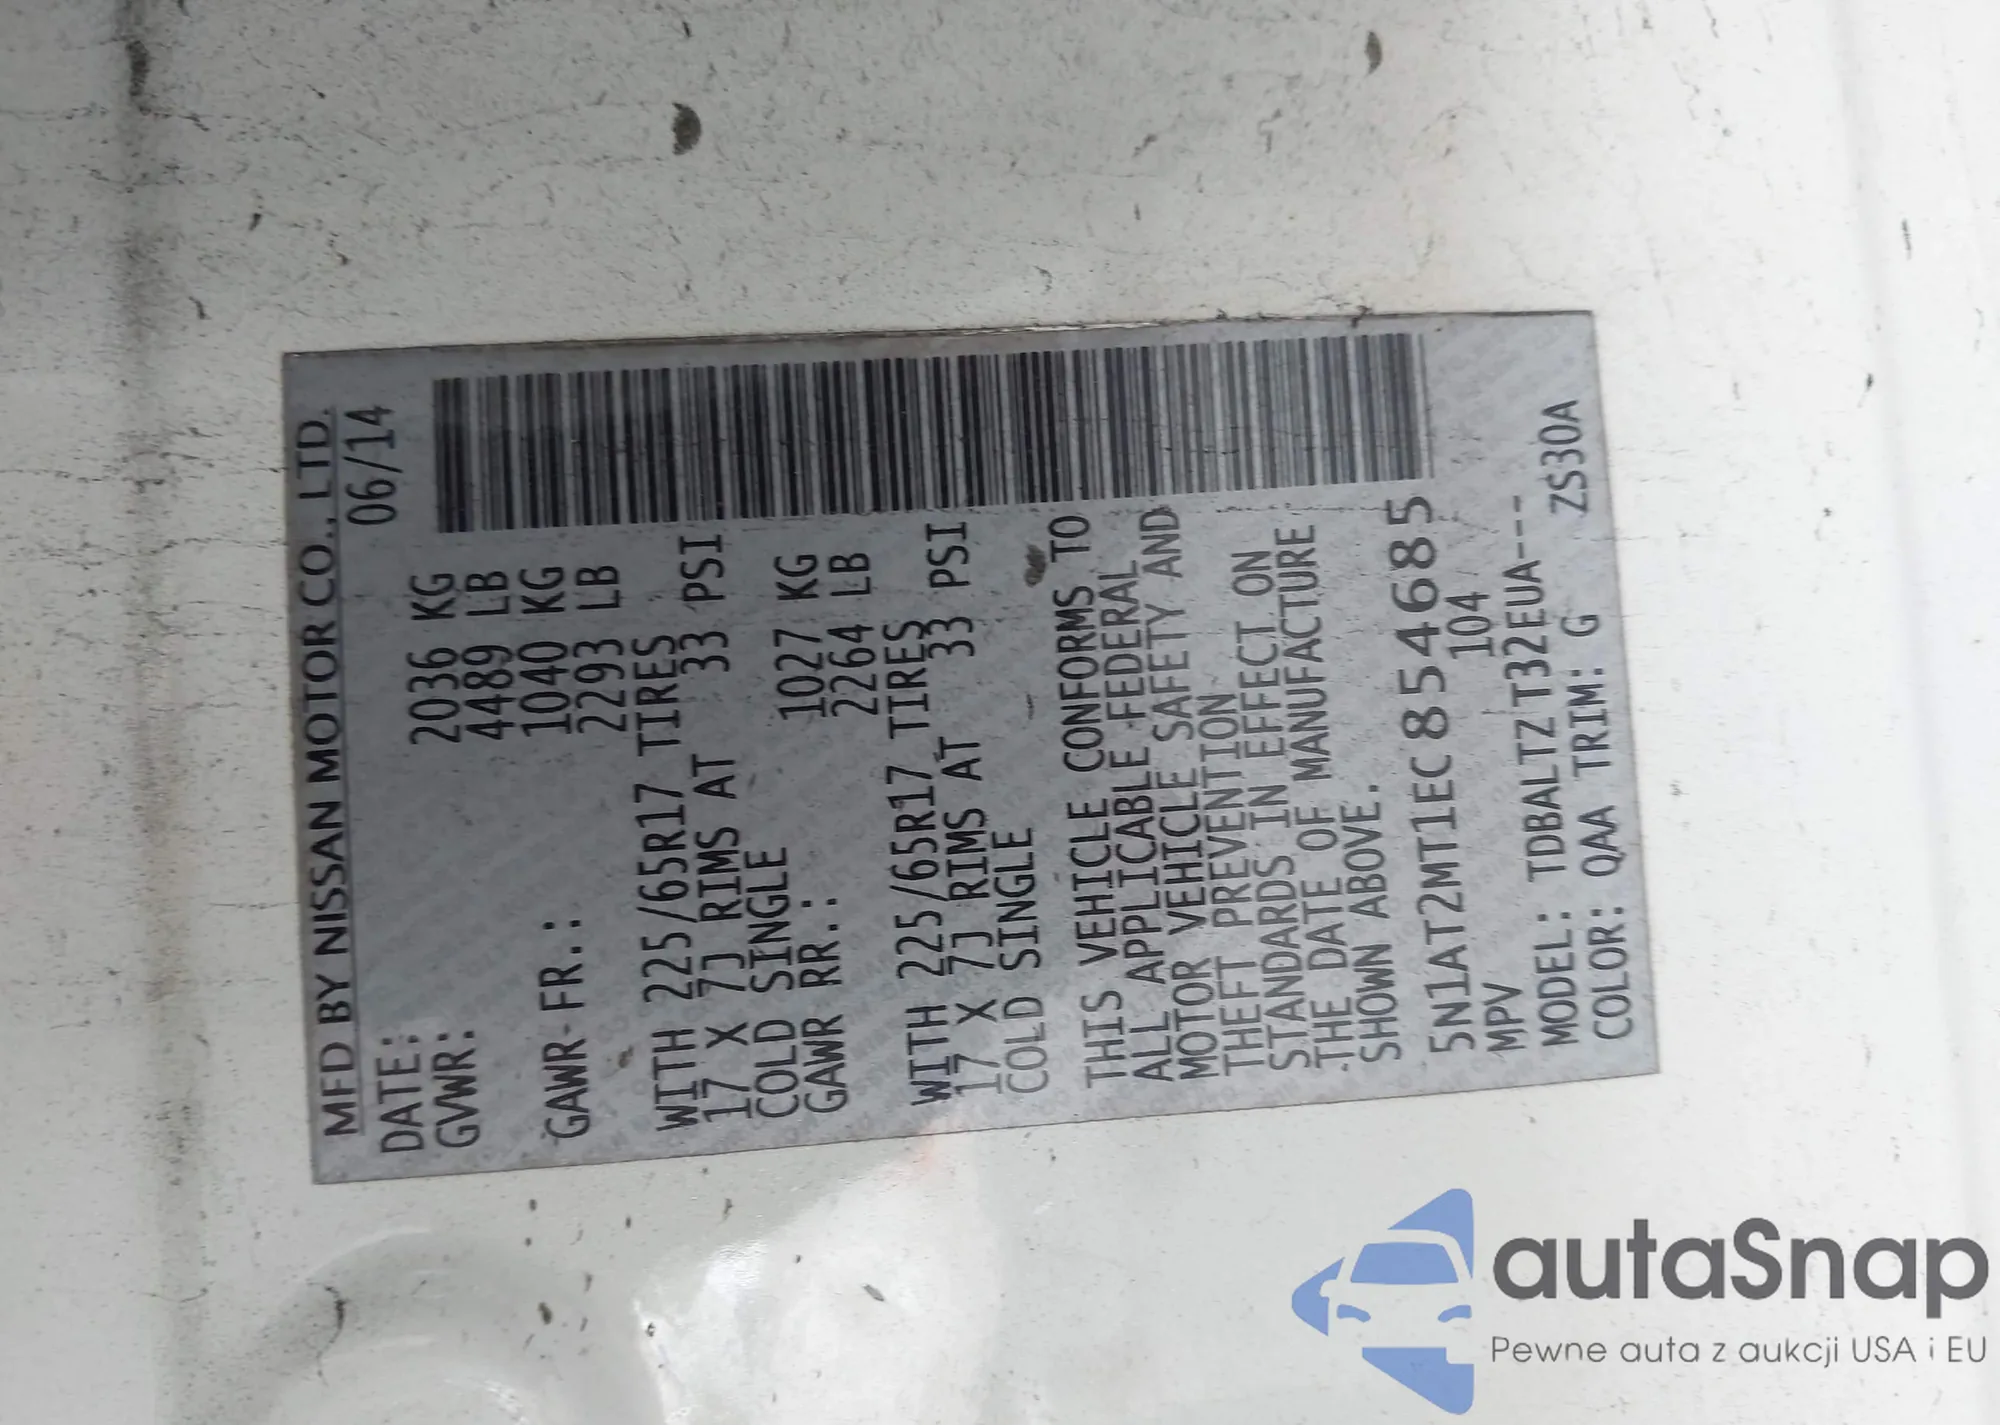 MFD BY NISSAN MOTOR CO., LTD.
DATE: 06/14
GVWR: 2036 KG
4489 LB
GAWR-FR.: 1040 KG
2293 LB
WITH 225/65R17 TIRES
17 X 7J RIMS AT 33 PSI
COLD SINGLE
GAWR RR.: 1027 KG
2264 LB
WITH 225/65R17 TIRES
17 X 7J RIMS AT 33 PSI
COLD SINGLE
THIS VEHICLE CONFORMS TO
ALL APPLICABLE FEDERAL
MOTOR VEHICLE SAFETY AND
THEFT PREVENTION
STANDARDS IN EFFECT ON
THE DATE OF MANUFACTURE
SHOWN ABOVE.
5N1AT2MT1EC854685
MPV 104
MODEL: TDBALTZ T32EUA---
COLOR: QAA TRIM: G ZS30A
autaSnap
Pewne auta z aukcji USA i EU